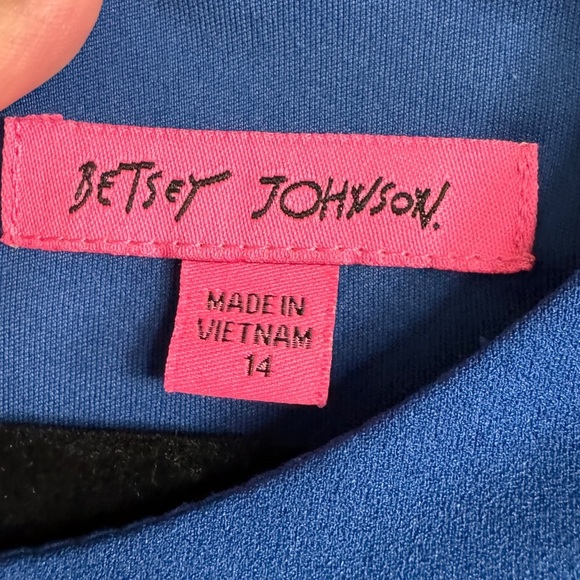 BETSEY JOHNSON.
MADE IN
VIETNAM
14